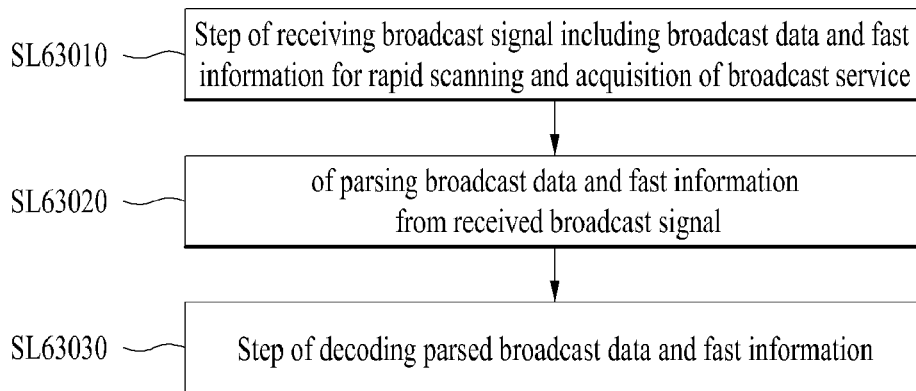 SL63010
Step of receiving broadcast signal including broadcast data and fast
information for rapid scanning and acquisition of broadcast service
SL63020
of parsing broadcast data and fast information
from received broadcast signal
SL63030
Step of decoding parsed broadcast data and fast information